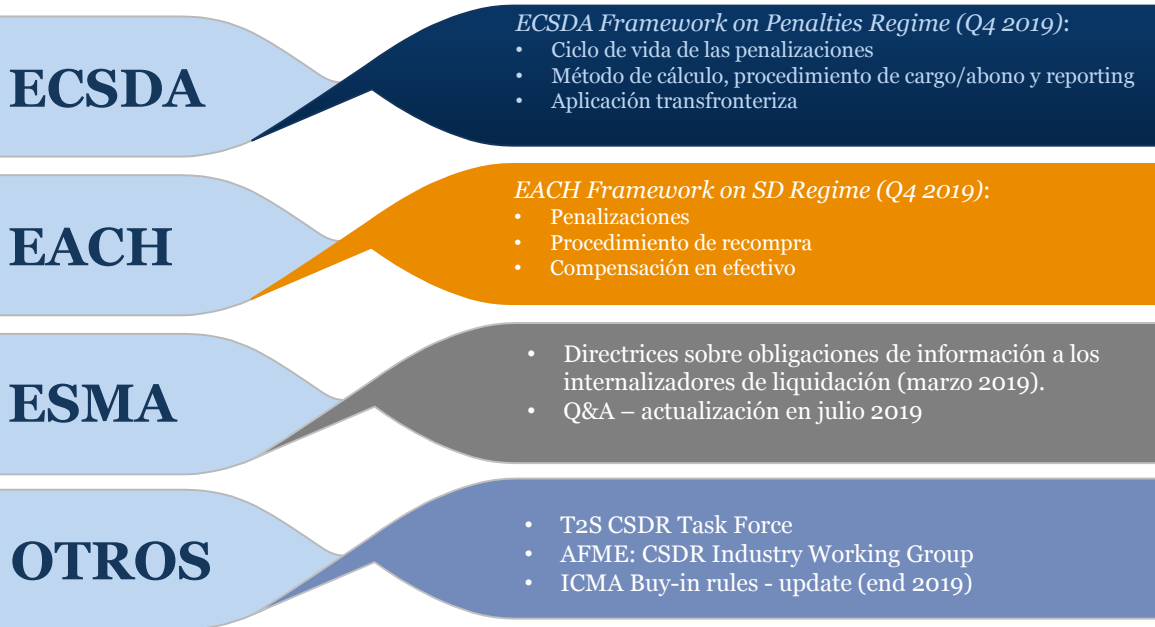 ECSDA
ECSDA Framework on Penalties Regime (Q4 2019):
• Ciclo de vida de las penalizaciones
• Método de cálculo, procedimiento de cargo/abono y reporting
• Aplicación transfronteriza
EACH
EACH Framework on SD Regime (Q4 2019):
• Penalizaciones
• Procedimiento de recompra
• Compensación en efectivo
ESMA
• Directrices sobre obligaciones de información a los
internalizadores de liquidación (marzo 2019).
• Q&A – actualización en julio 2019
OTROS
• T2S CSDR Task Force
• AFME: CSDR Industry Working Group
• ICMA Buy-in rules - update (end 2019)